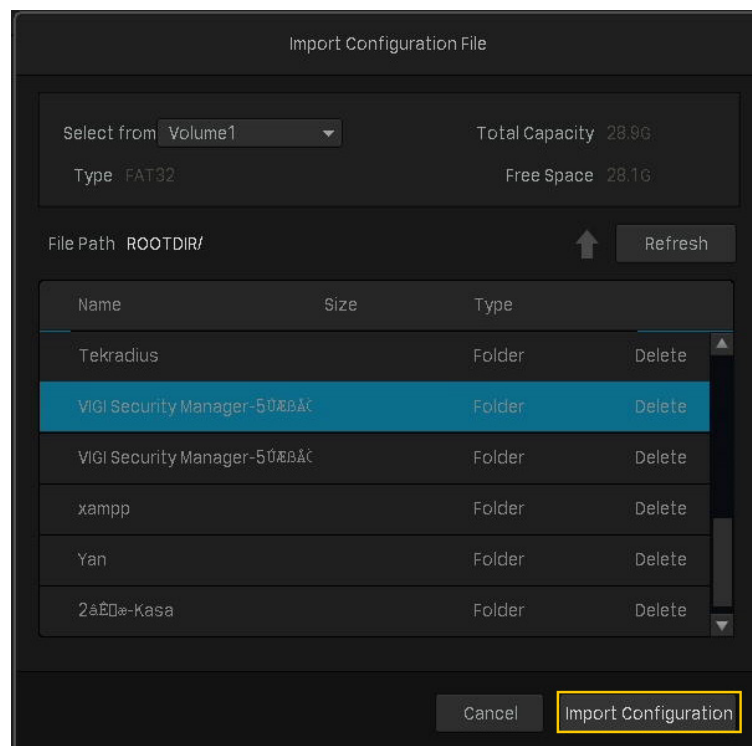 Import Configuration File
Select from Volume1 Total Capacity 28.9G
Type FAT32 Free Space 28.1G
File Path ROOTDIR/ Refresh
Name Size Type
Tekradius Folder Delete
VIGI Security Manager-5ÚÆßÅĊ Folder Delete
VIGI Security Manager-5ÚÆßÅĊ Folder Delete
xampp Folder Delete
Yan Folder Delete
-Kasa Folder Delete
Cancel Import Configuration